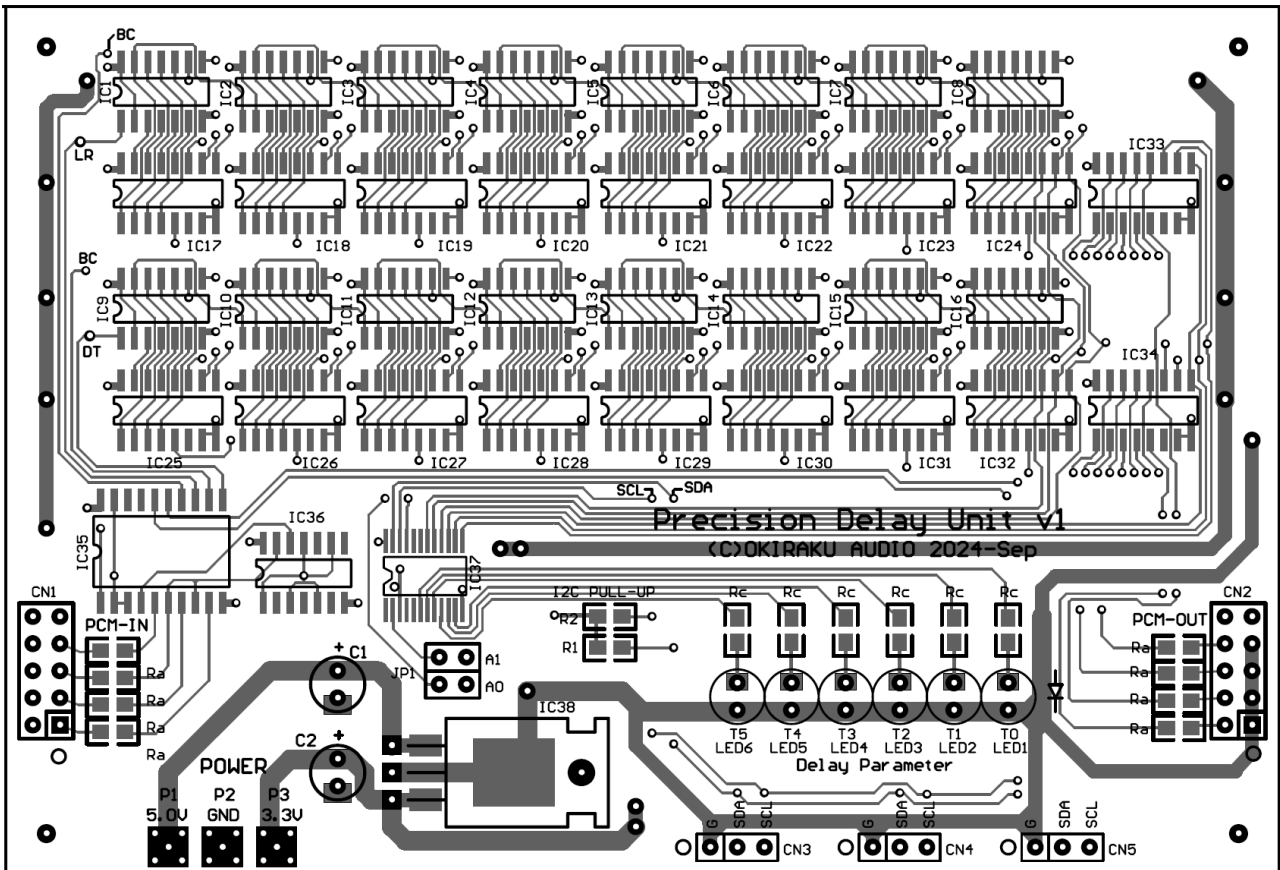 BC
IC1 IC2 IC3 IC4 IC5 IC6 IC7 IC8
LR
IC33
IC17 IC18 IC19 IC20 IC21 IC22 IC23 IC24
BC
IC9 IC10 IC11 IC12 IC13 IC14 IC15 IC16
DT
IC34
IC25 IC26 IC27 IC28 IC29 IC30 IC31 IC32
SCL SDA
Precision Delay Unit v1
(C)OKIRAKU AUDIO 2024-Sep
IC35
IC36
IC37
CN1
I2C PULL-UP
Rc Rc Rc Rc Rc Rc
CN2
PCM-IN
R2
PCM-OUT
R1
Ra
Ra
Ra
Ra
Ra
Ra
Ra
Ra
C1
JP1
A1
A0
IC38
C2
+
+
T5 T4 T3 T2 T1 T0
LED6 LED5 LED4 LED3 LED2 LED1
Delay Parameter
POWER
P1 P2 P3
5.0V GND 3.3V
G SDA SCL
CN3
G SDA SCL
CN4
G SDA SCL
CN5